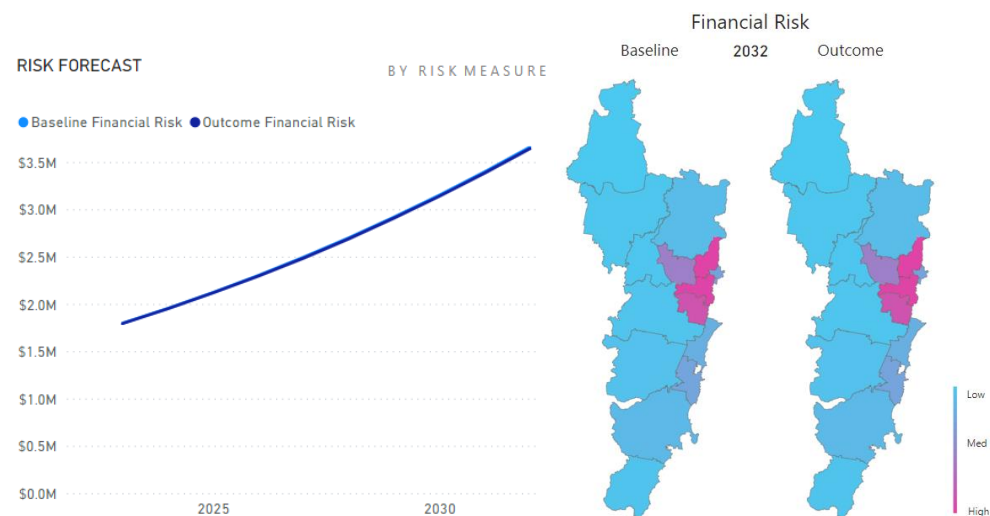 RISK FORECAST
BY RISK MEASURE
Baseline Financial Risk Outcome Financial Risk
$3.5M
$3.0M
$2.5M
$2.0M
$1.5M
$1.0M
$0.5M
$0.0M
2025 2030
Financial Risk
Baseline 2032 Outcome
Low
Med
High